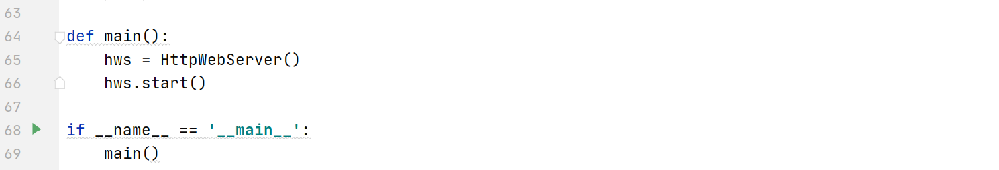 63
64 def main():
65     hws = HttpWebServer()
66     hws.start()
67
68 if __name__ == '__main__':
69     main()